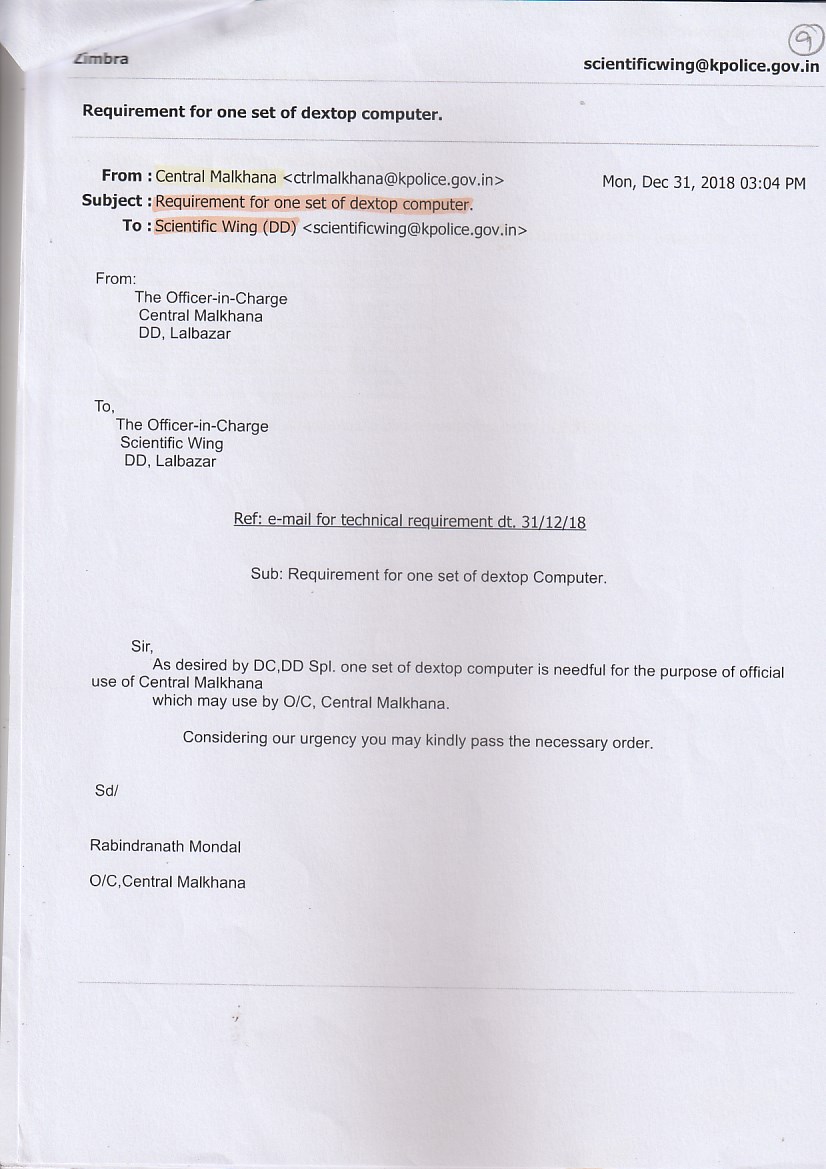 9
Zimbra
scientificwing@kpolice.gov.in
Requirement for one set of dextop computer.
From : Central Malkhana <ctrlmalkhana@kpolice.gov.in>
Mon, Dec 31, 2018 03:04 PM
Subject : Requirement for one set of dextop computer.
To : Scientific Wing (DD) <scientificwing@kpolice.gov.in>
From:
The Officer-in-Charge
Central Malkhana
DD, Lalbazar
To,
The Officer-in-Charge
Scientific Wing
DD, Lalbazar
Ref: e-mail for technical requirement dt. 31/12/18
Sub: Requirement for one set of dextop Computer.
Sir,
As desired by DC,DD Spl. one set of dextop computer is needful for the purpose of official
use of Central Malkhana
which may use by O/C, Central Malkhana.
Considering our urgency you may kindly pass the necessary order.
Sd/
Rabindranath Mondal
O/C,Central Malkhana